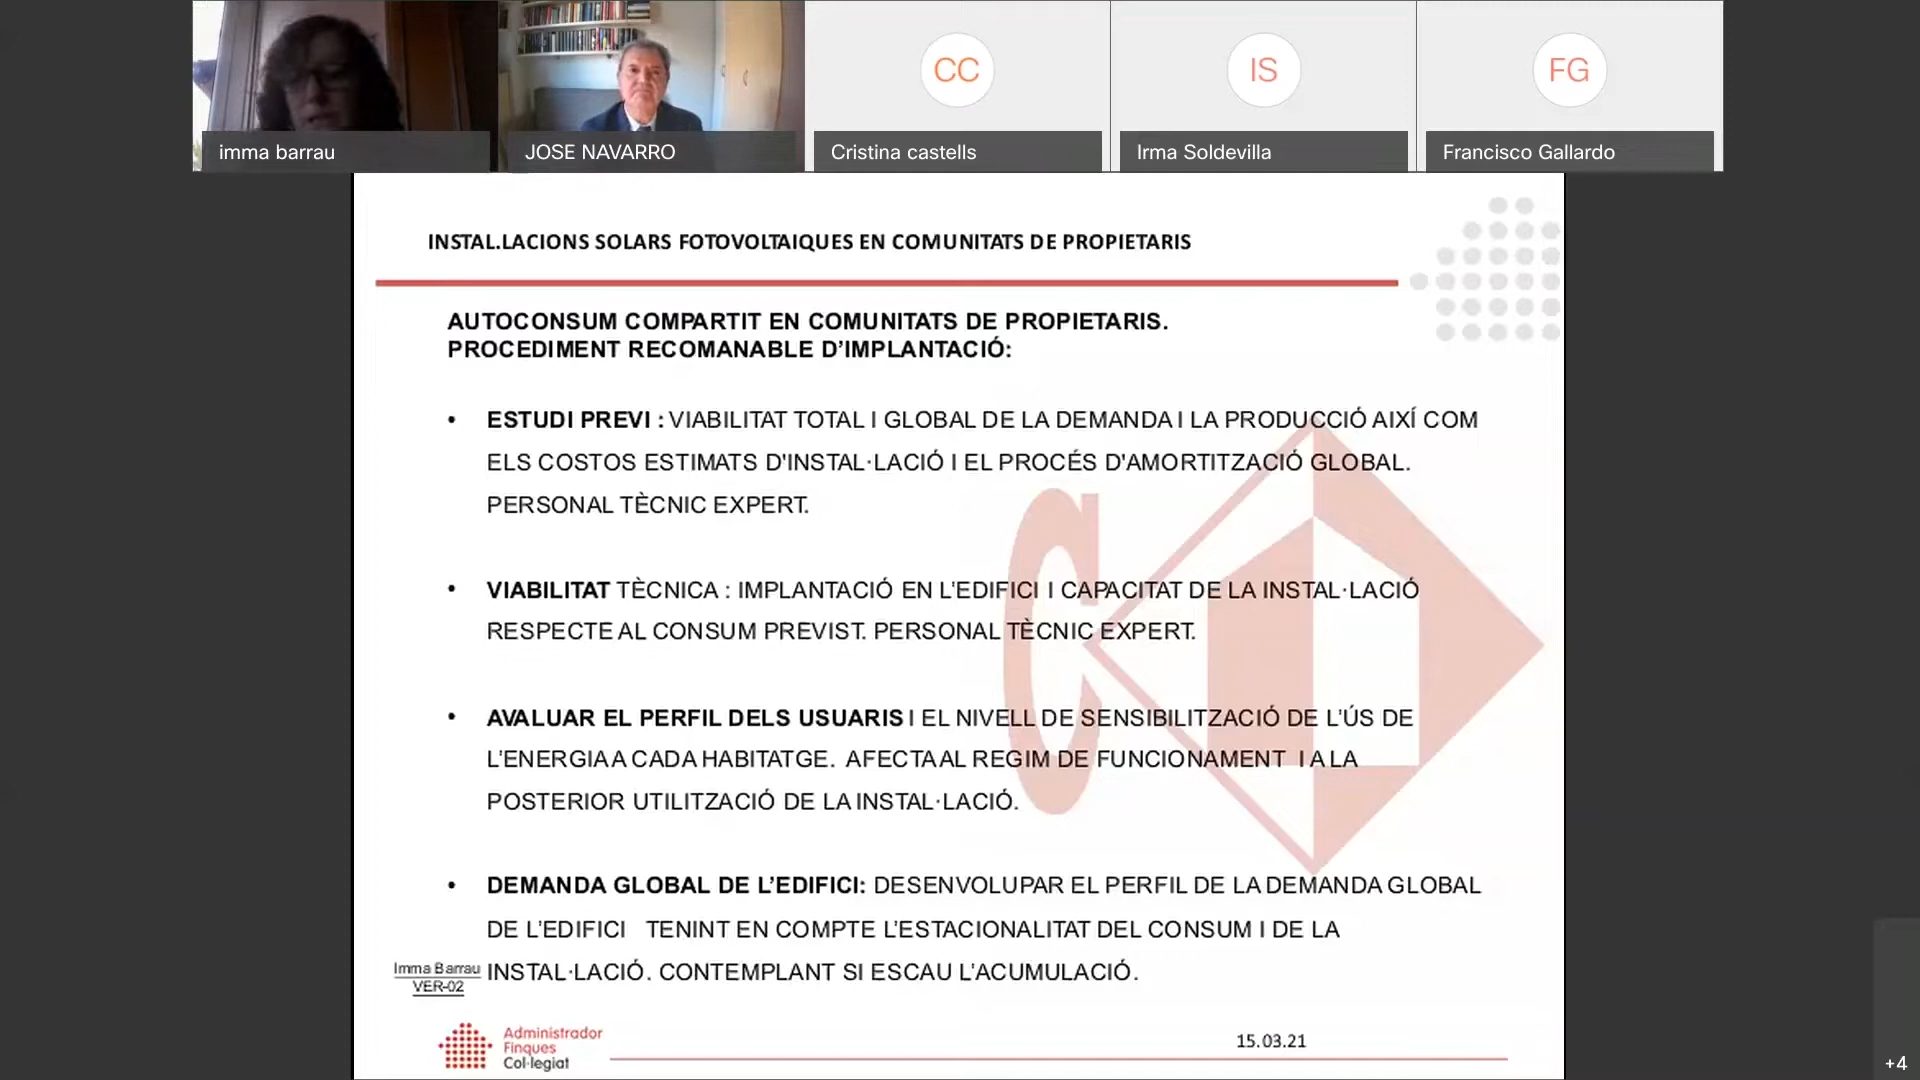 imma barrau
JOSE NAVARRO
CC
Cristina castells
IS
Irma Soldevilla
FG
Francisco Gallardo
INSTAL.LACIONS SOLARS FOTOVOLTAIQUES EN COMUNITATS DE PROPIETARIS
AUTOCONSUM COMPARTIT EN COMUNITATS DE PROPIETARIS.
PROCEDIMENT RECOMANABLE D'IMPLANTACIÓ:
• ESTUDI PREVI : VIABILITAT TOTAL I GLOBAL DE LA DEMANDA I LA PRODUCCIÓ AIXÍ COM
ELS COSTOS ESTIMATS D'INSTAL·LACIÓ I EL PROCÉS D'AMORTITZACIÓ GLOBAL.
PERSONAL TÈCNIC EXPERT.
• VIABILITAT TÈCNICA : IMPLANTACIÓ EN L'EDIFICI I CAPACITAT DE LA INSTAL·LACIÓ
RESPECTE AL CONSUM PREVIST. PERSONAL TÈCNIC EXPERT.
• AVALUAR EL PERFIL DELS USUARIS I EL NIVELL DE SENSIBILITZACIÓ DE L'ÚS DE
L'ENERGIA A CADA HABITATGE. AFECTA AL REGIM DE FUNCIONAMENT I A LA
POSTERIOR UTILITZACIÓ DE LA INSTAL·LACIÓ.
• DEMANDA GLOBAL DE L'EDIFICI: DESENVOLUPAR EL PERFIL DE LA DEMANDA GLOBAL
DE L'EDIFICI TENINT EN COMPTE L'ESTACIONALITAT DEL CONSUM I DE LA
INSTAL·LACIÓ. CONTEMPLANT SI ESCAU L'ACUMULACIÓ.
Imma Barrau
VER-02
Administrador
Finques
Col·legiat
15.03.21
+4